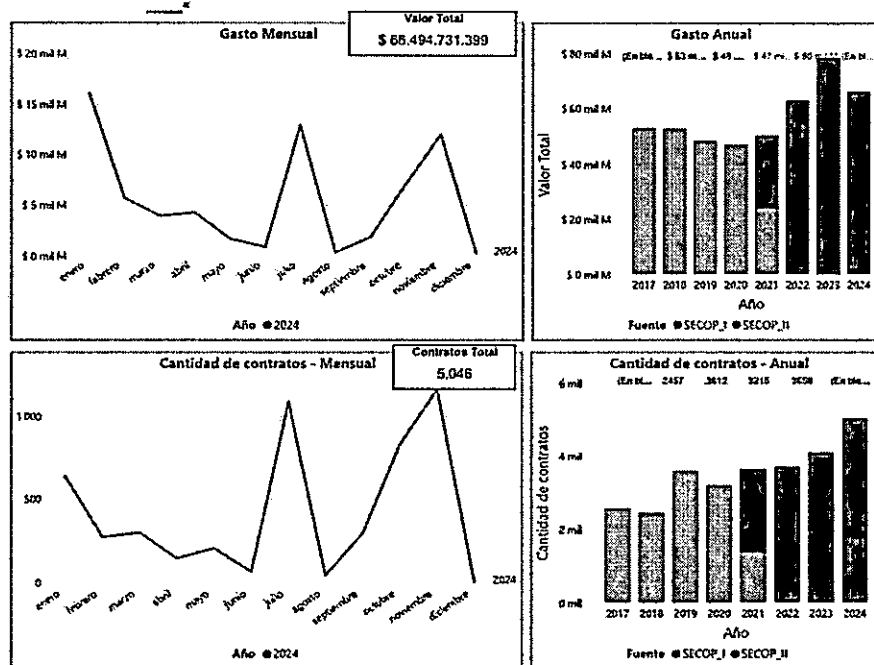 Gasto Mensual
Valor Total
$ 66.494.731.399
$ 20 mil M
$ 15 mil M
$ 10 mil M
$ 5 mil M
$ 0 mil M
enero
febrero
marzo
abril
mayo
junio
julio
agosto
septiembre
octubre
noviembre
diciembre
2024
Año 2024
Gasto Anual
Valor Total
$ 80 mil M
$ 60 mil M
$ 40 mil M
$ 20 mil M
$ 0 mil M
2017 2018 2019 2020 2021 2022 2023 2024
Año
Fuente SECOP_I SECOP_II
Cantidad de contratos - Mensual
Contratos Total
5,046
1000
500
0
enero
febrero
marzo
abril
mayo
junio
julio
agosto
septiembre
octubre
noviembre
diciembre
2024
Año 2024
Cantidad de contratos - Anual
Cantidad de contratos
6 mil
(En bl... 2457 3612 3215 3698 (En bla...
4 mil
2 mil
0 mil
2017 2018 2019 2020 2021 2022 2023 2024
Año
Fuente SECOP_I SECOP_II